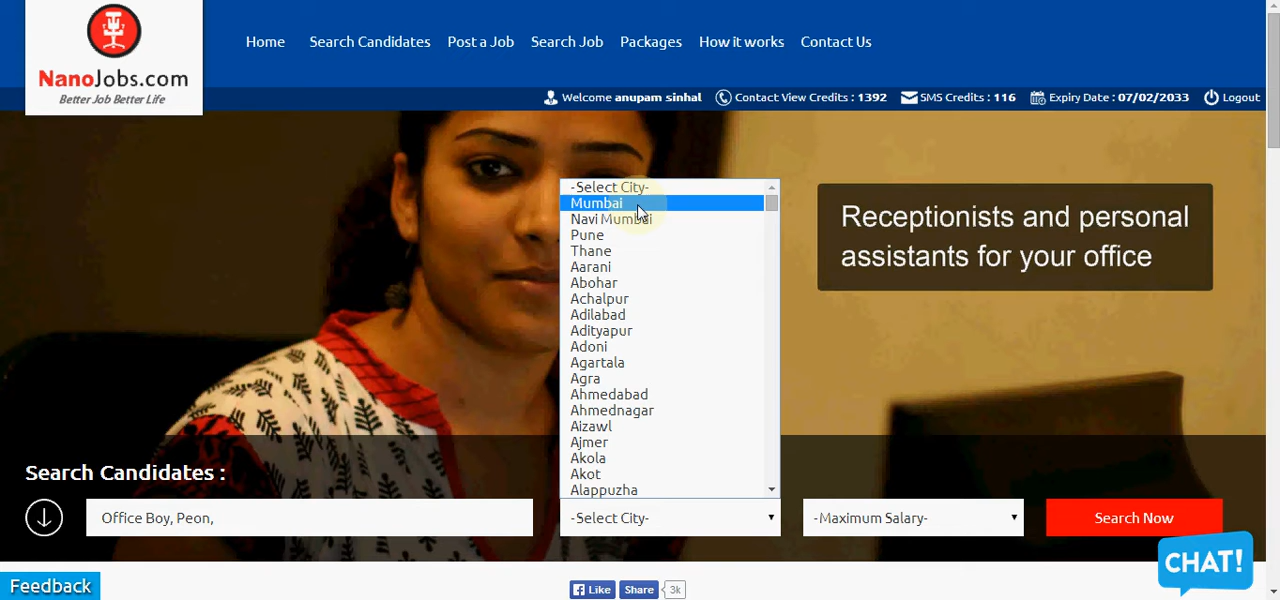 NanoJobs.com
Better Job Better Life
Home Search Candidates Post a Job Search Job Packages How it works Contact Us
Welcome anupam sinhal Contact View Credits : 1392 SMS Credits : 116 Expiry Date : 07/02/2033 Logout
Receptionists and personal
assistants for your office
-Select City-
Mumbai
Navi Mumbai
Pune
Thane
Aarani
Abohar
Achalpur
Adilabad
Adityapur
Adoni
Agartala
Agra
Ahmedabad
Ahmednagar
Aizawl
Ajmer
Akola
Akot
Alappuzha
Search Candidates :
Office Boy, Peon, -Select City- -Maximum Salary- Search Now
CHAT!
Feedback
Like Share 3k